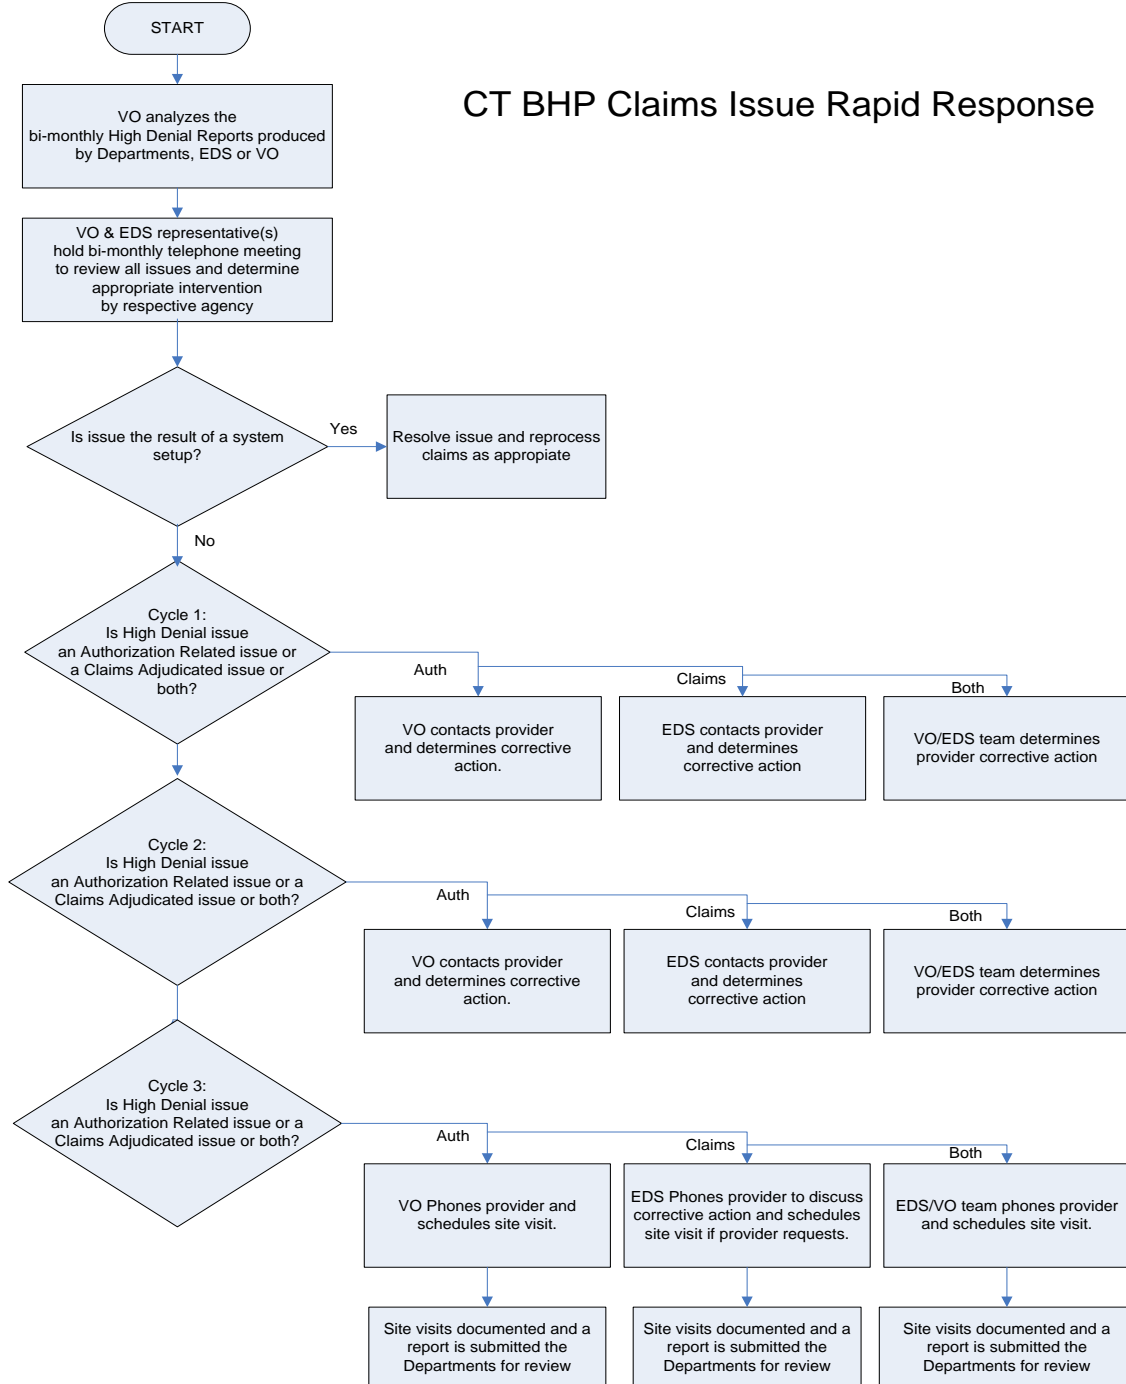 START
CT BHP Claims Issue Rapid Response
VO analyzes the
bi-monthly High Denial Reports produced
by Departments, EDS or VO
VO & EDS representative(s)
hold bi-monthly telephone meeting
to review all issues and determine
appropriate intervention
by respective agency
Is issue the result of a system
setup?
Yes
Resolve issue and reprocess
claims as appropiate
No
Cycle 1:
Is High Denial issue
an Authorization Related issue or
a Claims Adjudicated issue or
both?
Auth
Claims
Both
VO contacts provider
and determines corrective
action.
EDS contacts provider
and determines
corrective action
VO/EDS team determines
provider corrective action
Cycle 2:
Is High Denial issue
an Authorization Related issue or a
Claims Adjudicated issue or both?
Auth
Claims
Both
VO contacts provider
and determines corrective
action.
EDS contacts provider
and determines
corrective action
VO/EDS team determines
provider corrective action
Cycle 3:
Is High Denial issue
an Authorization Related issue or a
Claims Adjudicated issue or both?
Auth
Claims
Both
VO Phones provider and
schedules site visit.
EDS Phones provider to discuss
corrective action and schedules
site visit if provider requests.
EDS/VO team phones provider
and schedules site visit.
Site visits documented and a
report is submitted the
Departments for review
Site visits documented and a
report is submitted the
Departments for review
Site visits documented and a
report is submitted the
Departments for review